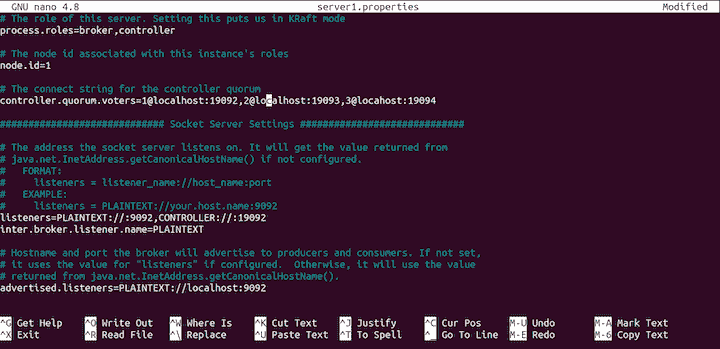 GNU nano 4.8 server1.properties Modified
# The role of this server. Setting this puts us in KRaft mode
process.roles=broker,controller
# The node id associated with this instance's roles
node.id=1
# The connect string for the controller quorum
controller.quorum.voters=1@localhost:19092,2@localhost:19093,3@locahost:19094
############################# Socket Server Settings #############################
# The address the socket server listens on. It will get the value returned from
# java.net.InetAddress.getCanonicalHostName() if not configured.
#   FORMAT:
#     listeners = listener_name://host_name:port
#   EXAMPLE:
#     listeners = PLAINTEXT://your.host.name:9092
listeners=PLAINTEXT://:9092,CONTROLLER://:19092
inter.broker.listener.name=PLAINTEXT
# Hostname and port the broker will advertise to producers and consumers. If not set,
# it uses the value for "listeners" if configured.  Otherwise, it will use the value
# returned from java.net.InetAddress.getCanonicalHostName().
advertised.listeners=PLAINTEXT://localhost:9092
^G Get Help ^O Write Out ^W Where Is ^K Cut Text ^J Justify ^C Cur Pos M-U Undo M-A Mark Text
^X Exit ^R Read File ^\ Replace ^U Paste Text ^T To Spell ^_ Go To Line M-E Redo M-6 Copy Text